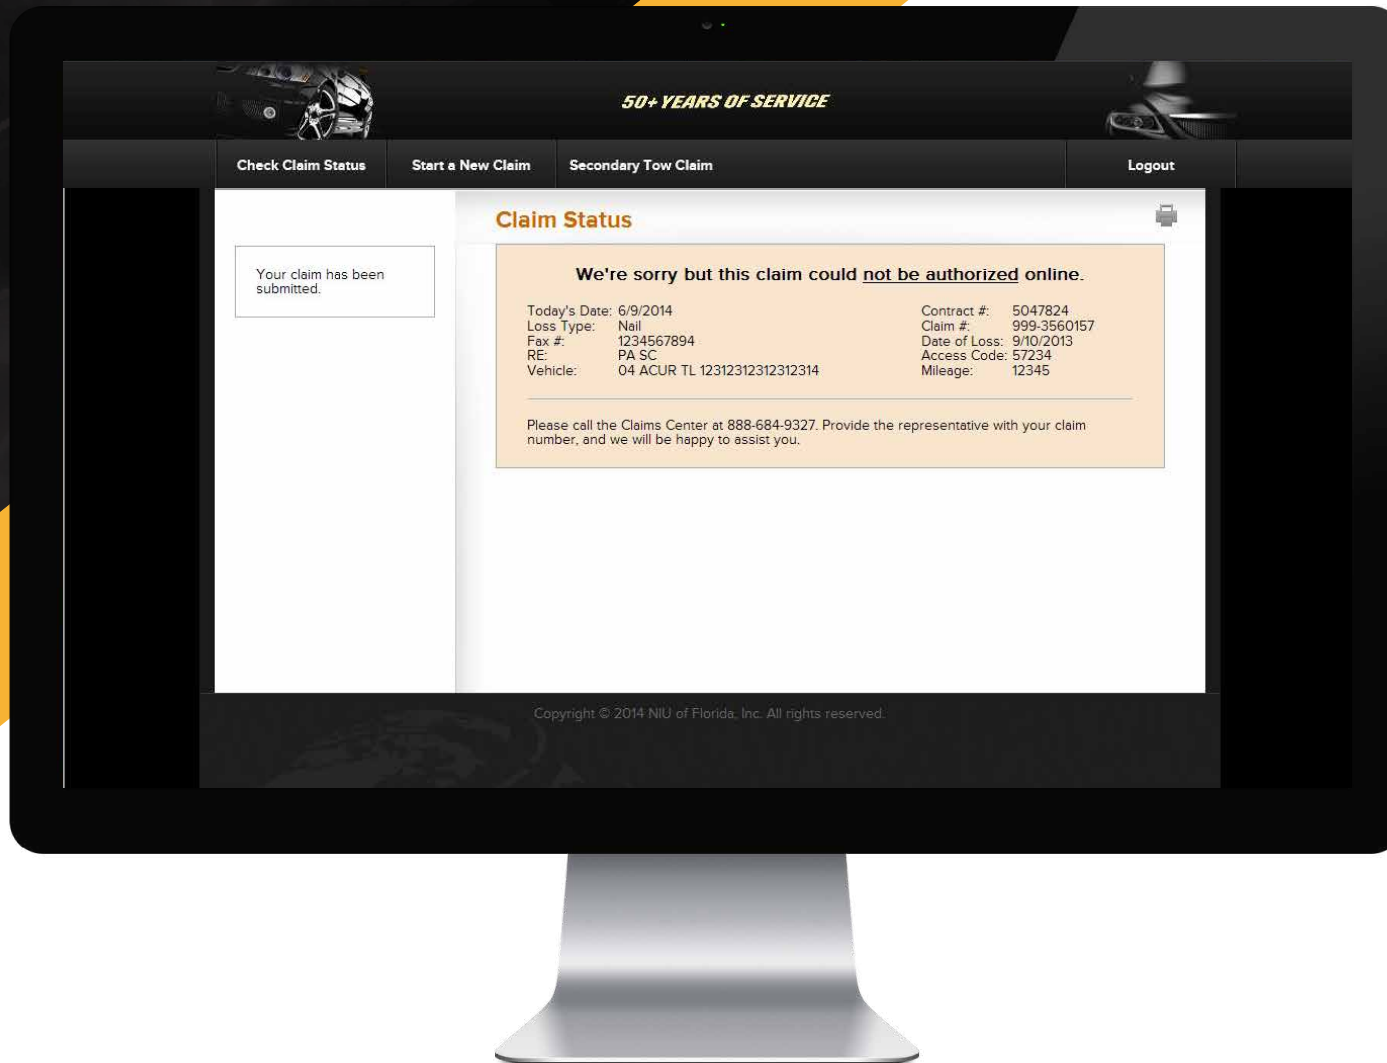 50+ YEARS OF SERVICE
Check Claim Status Start a New Claim Secondary Tow Claim Logout
Claim Status
Your claim has been
submitted.
We're sorry but this claim could not be authorized online.
Today's Date: 6/9/2014 Contract #: 5047824
Loss Type: Nail Claim #: 999-3560157
Fax #: 1234567894 Date of Loss: 9/10/2013
RE: PA SC Access Code: 57234
Vehicle: 04 ACUR TL 12312312312312314 Mileage: 12345
Please call the Claims Center at 888-684-9327. Provide the representative with your claim
number, and we will be happy to assist you.
Copyright © 2014 NIU of Florida, Inc. All rights reserved.